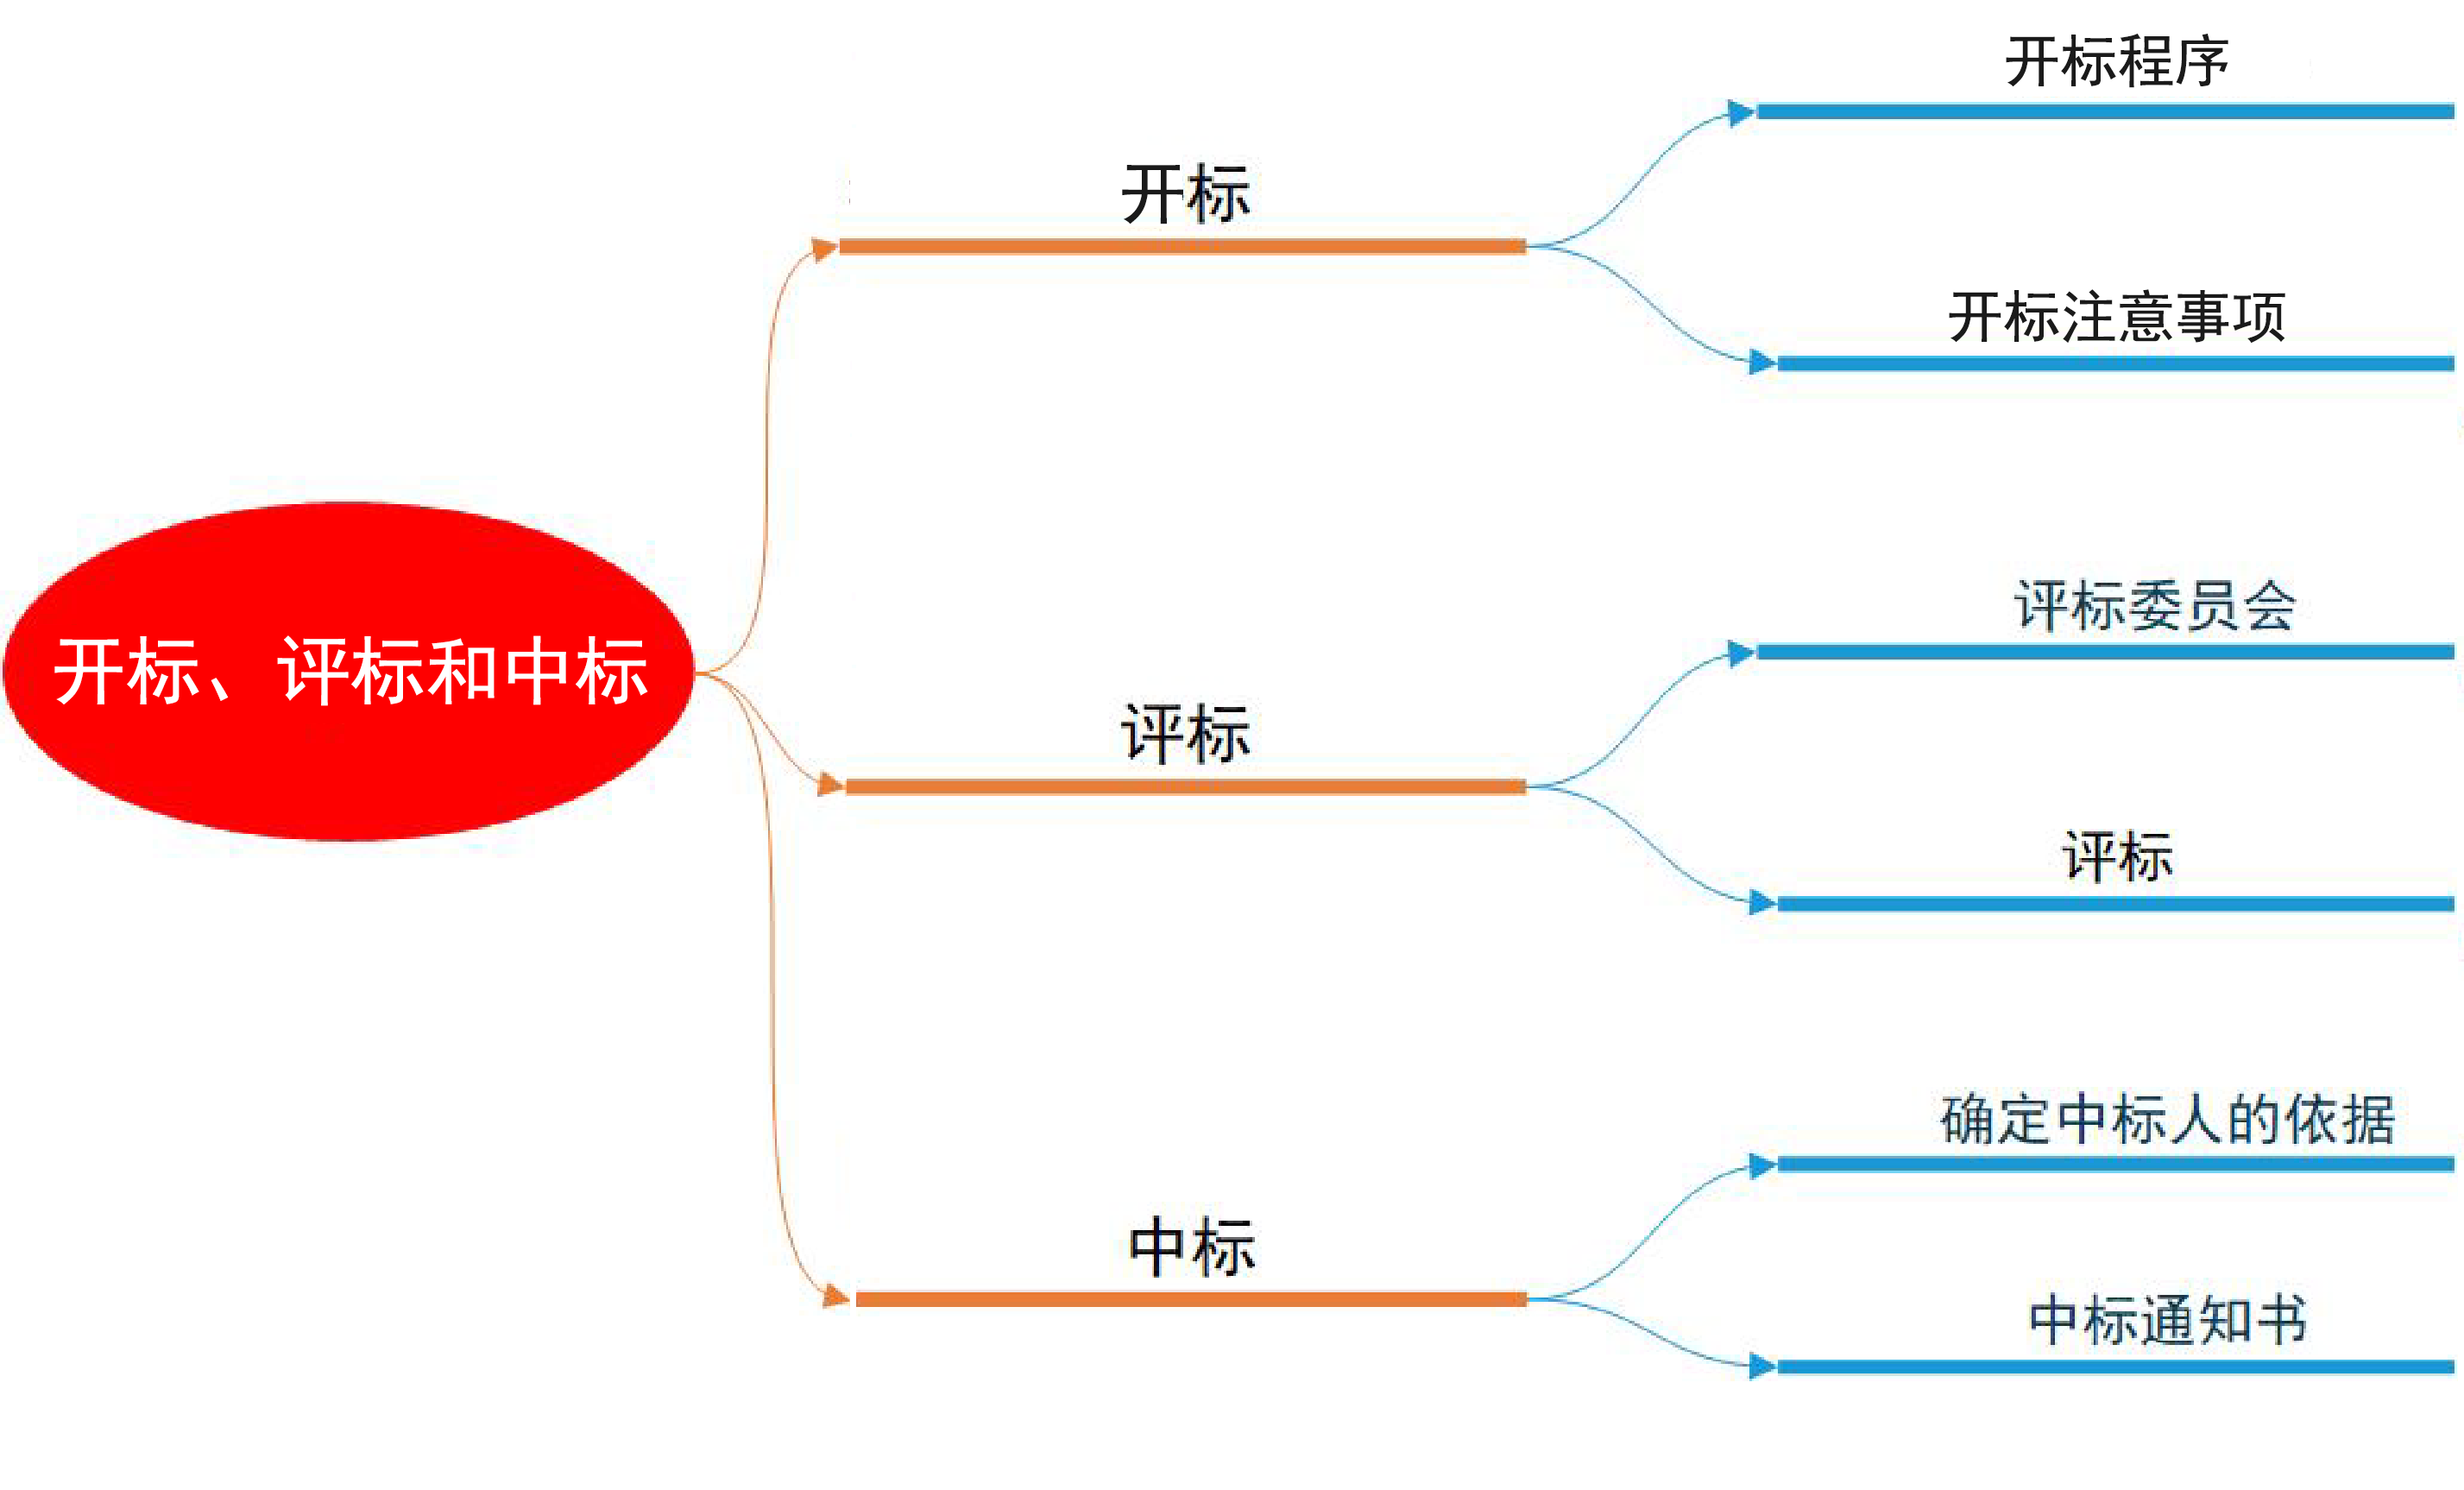 开标、评标和中标
开标
开标程序
开标注意事项
评标
评标委员会
评标
中标
确定中标人的依据
中标通知书